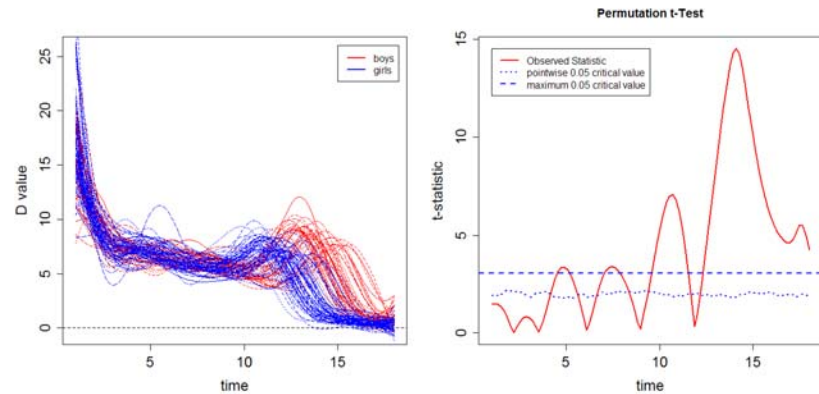 Permutation t-Test
25
20
15
10
5
0
D value
5
10
15
time
boys
girls
15
10
5
0
t-statistic
5
10
15
time
Observed Statistic
pointwise 0.05 critical value
maximum 0.05 critical value